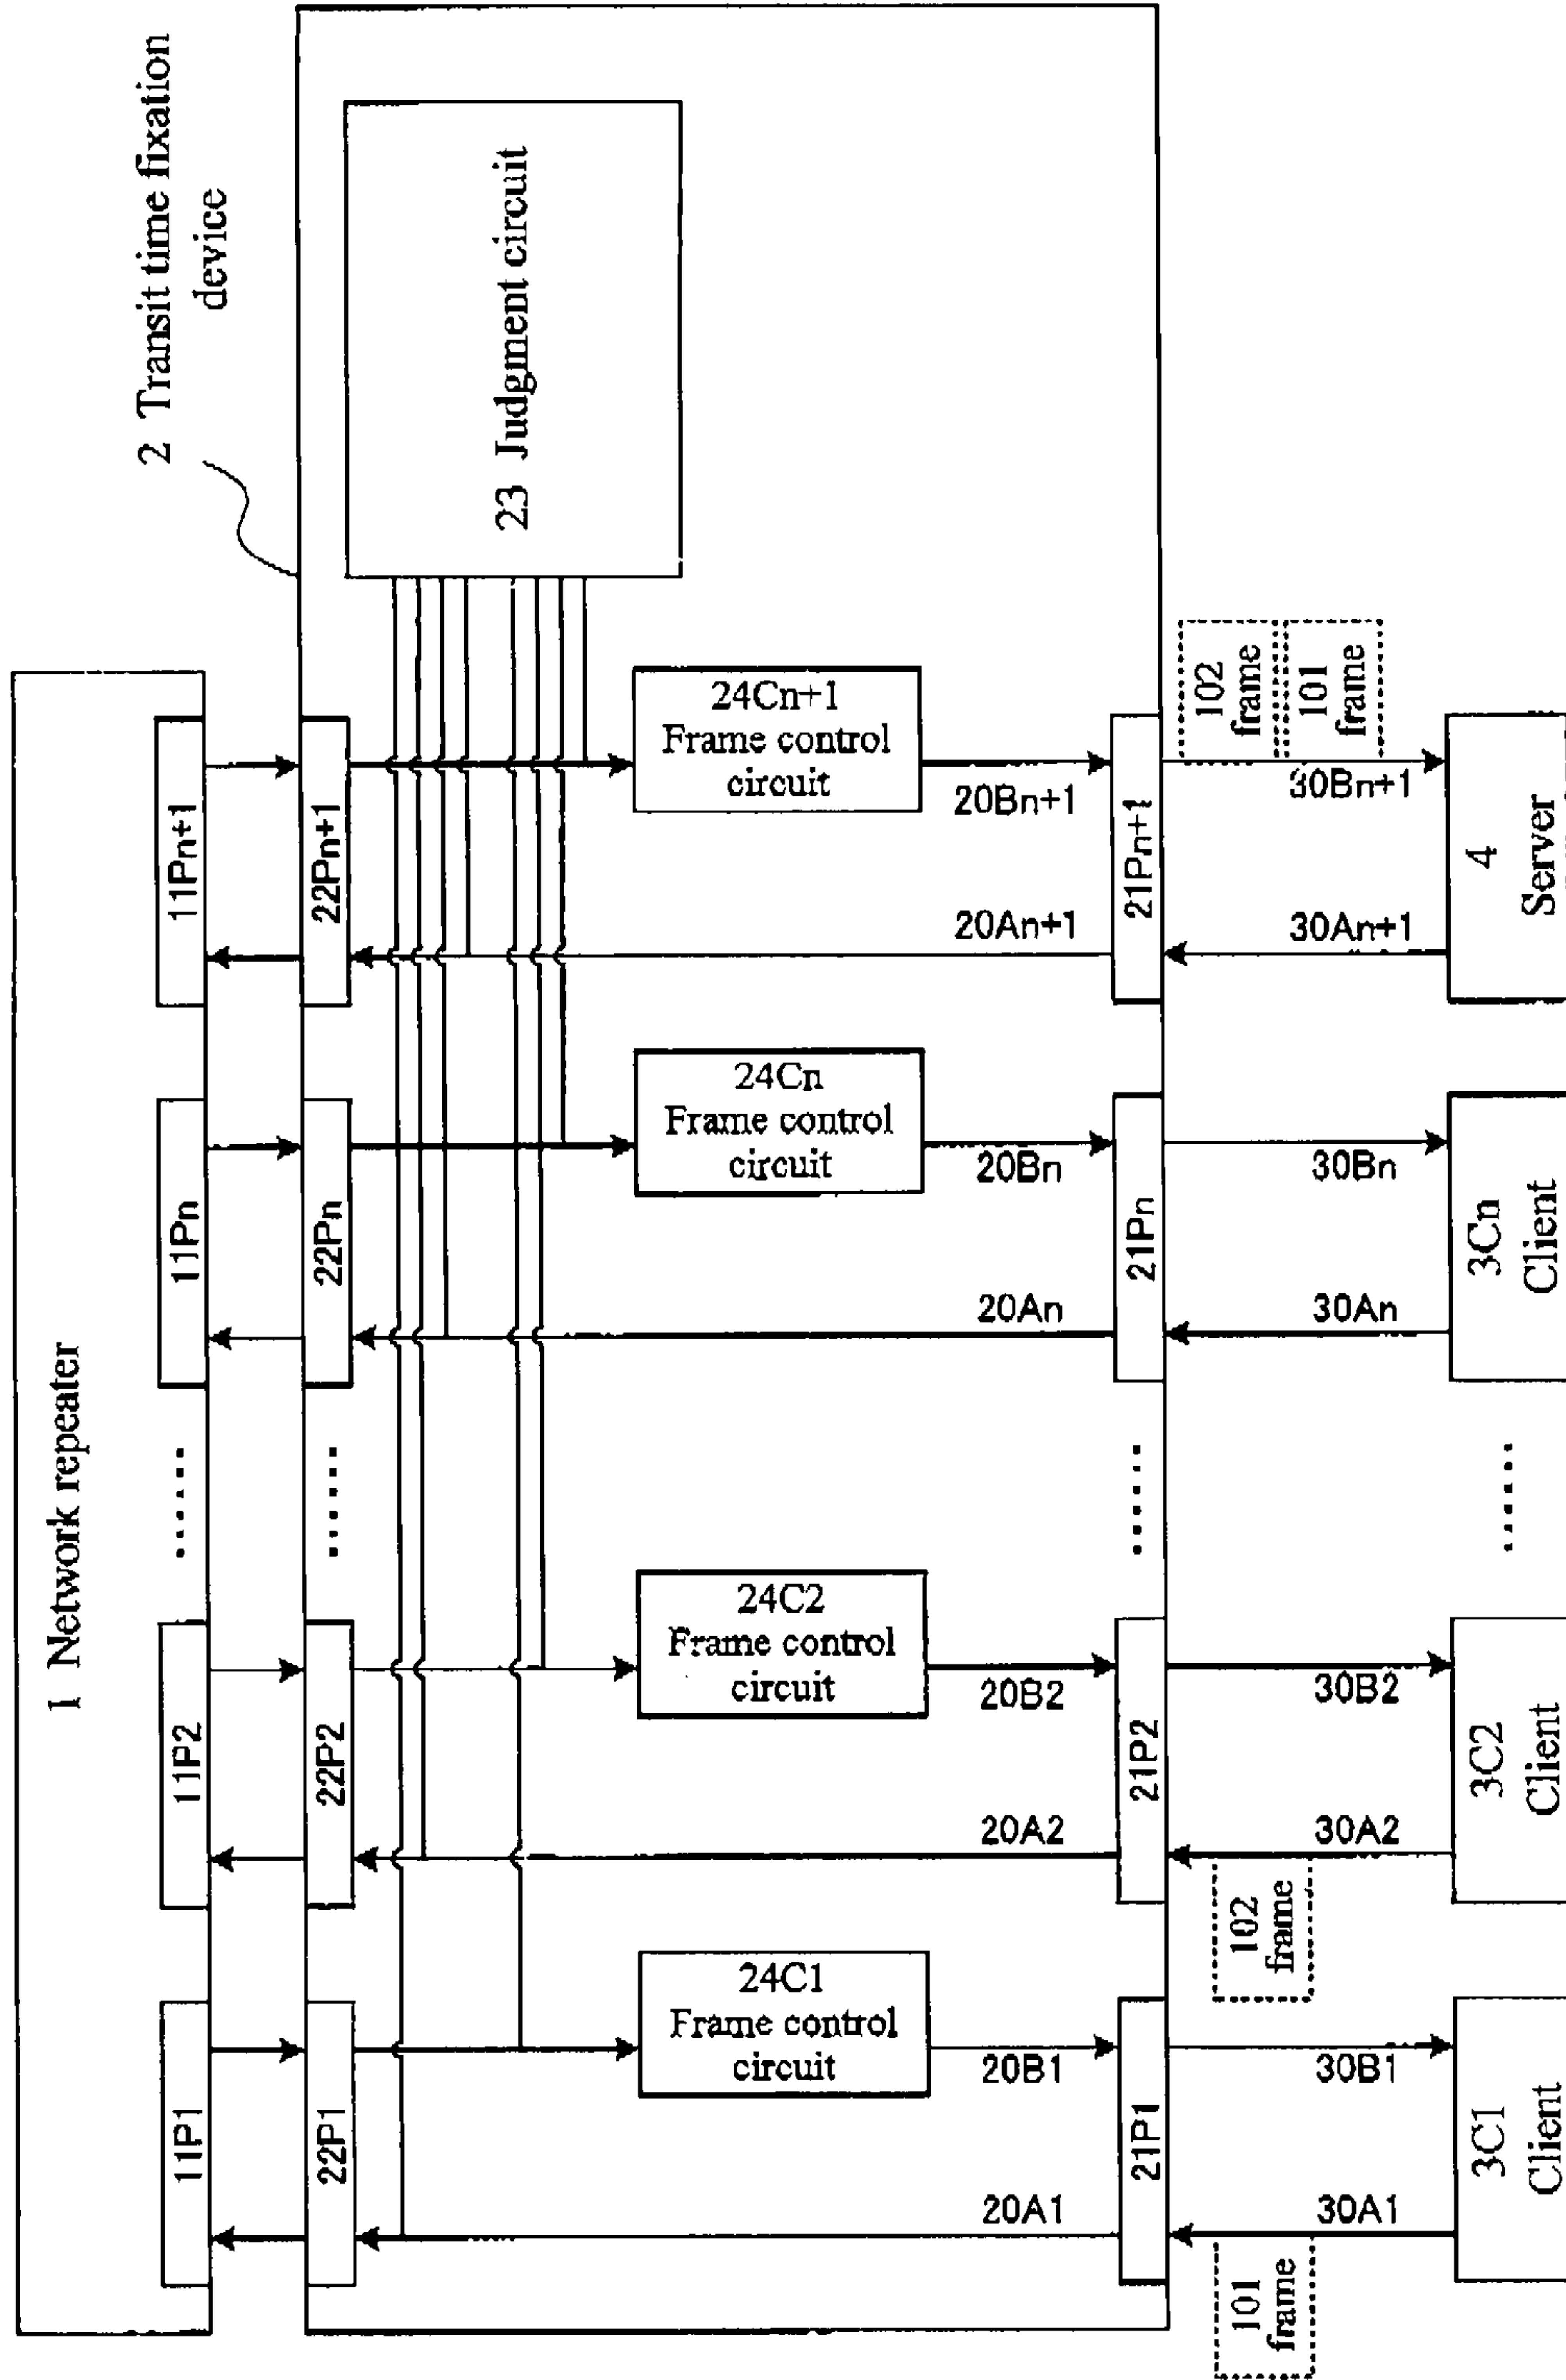 1 Network repeater
2 Transit time fixation
device
11P1
11P2
......
11Pn
11Pn+1
22P1
22P2
......
22Pn
22Pn+1
23 Judgment circuit
24C1
Frame control
circuit
24C2
Frame control
circuit
24Cn
Frame control
circuit
24Cn+1
Frame control
circuit
20A1
20B1
20A2
20B2
20An
20Bn
20An+1
20Bn+1
21P1
21P2
......
21Pn
21Pn+1
101
frame
102
frame
102
frame
101
frame
30A1
30B1
30A2
30B2
30An
30Bn
30An+1
30Bn+1
3C1
Client
3C2
Client
......
3Cn
Client
4
Server